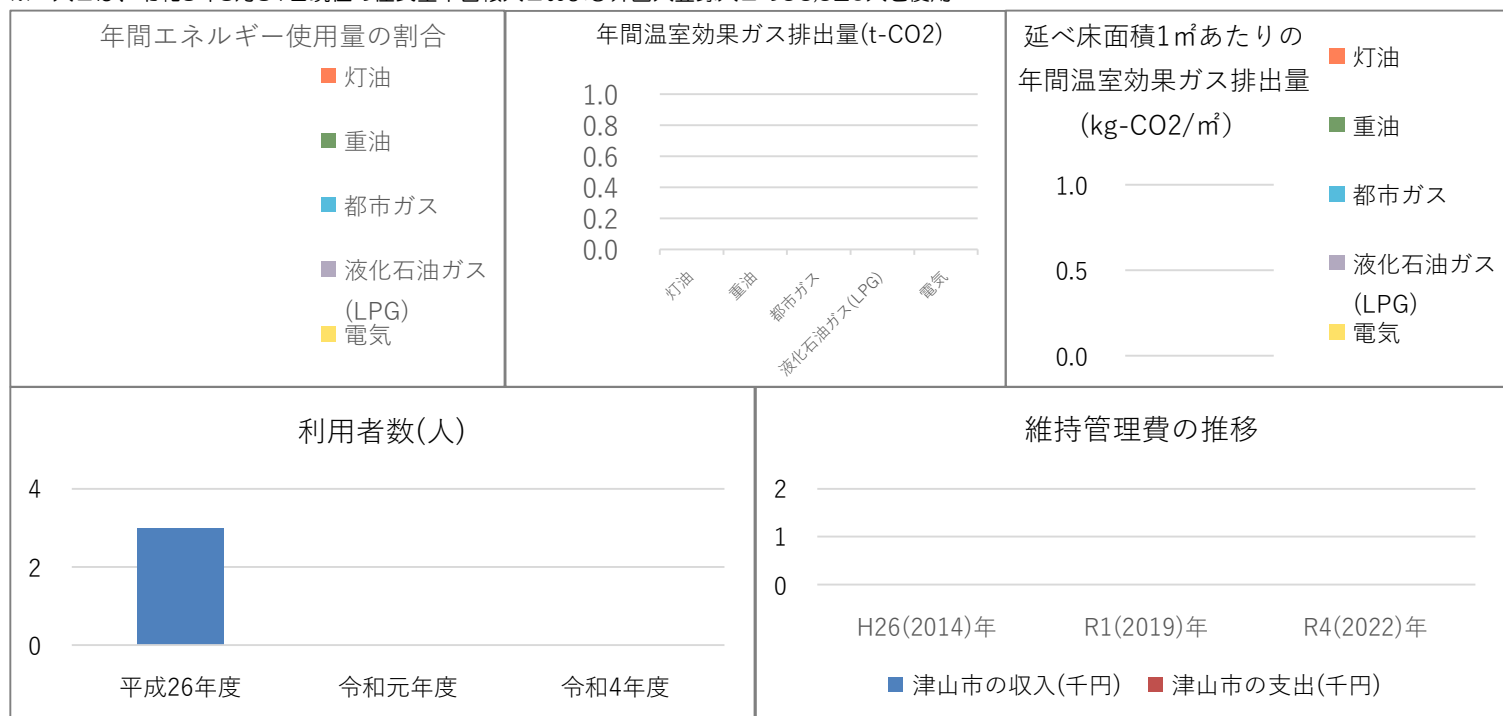 年間エネルギー使用量の割合
灯油
重油
都市ガス
液化石油ガス
(LPG)
電気
年間温室効果ガス排出量(t-CO2)
1.0
0.8
0.6
0.4
0.2
0.0
灯油
重油
都市ガス
液化石油ガス(LPG)
電気
延べ床面積1㎡あたりの
年間温室効果ガス排出量
(kg-CO2/㎡)
1.0
0.5
0.0
灯油
重油
都市ガス
液化石油ガス
(LPG)
電気
利用者数(人)
4
2
0
平成26年度 令和元年度 令和4年度
維持管理費の推移
2
1
0
H26(2014)年 R1(2019)年 R4(2022)年
津山市の収入(千円) 津山市の支出(千円)